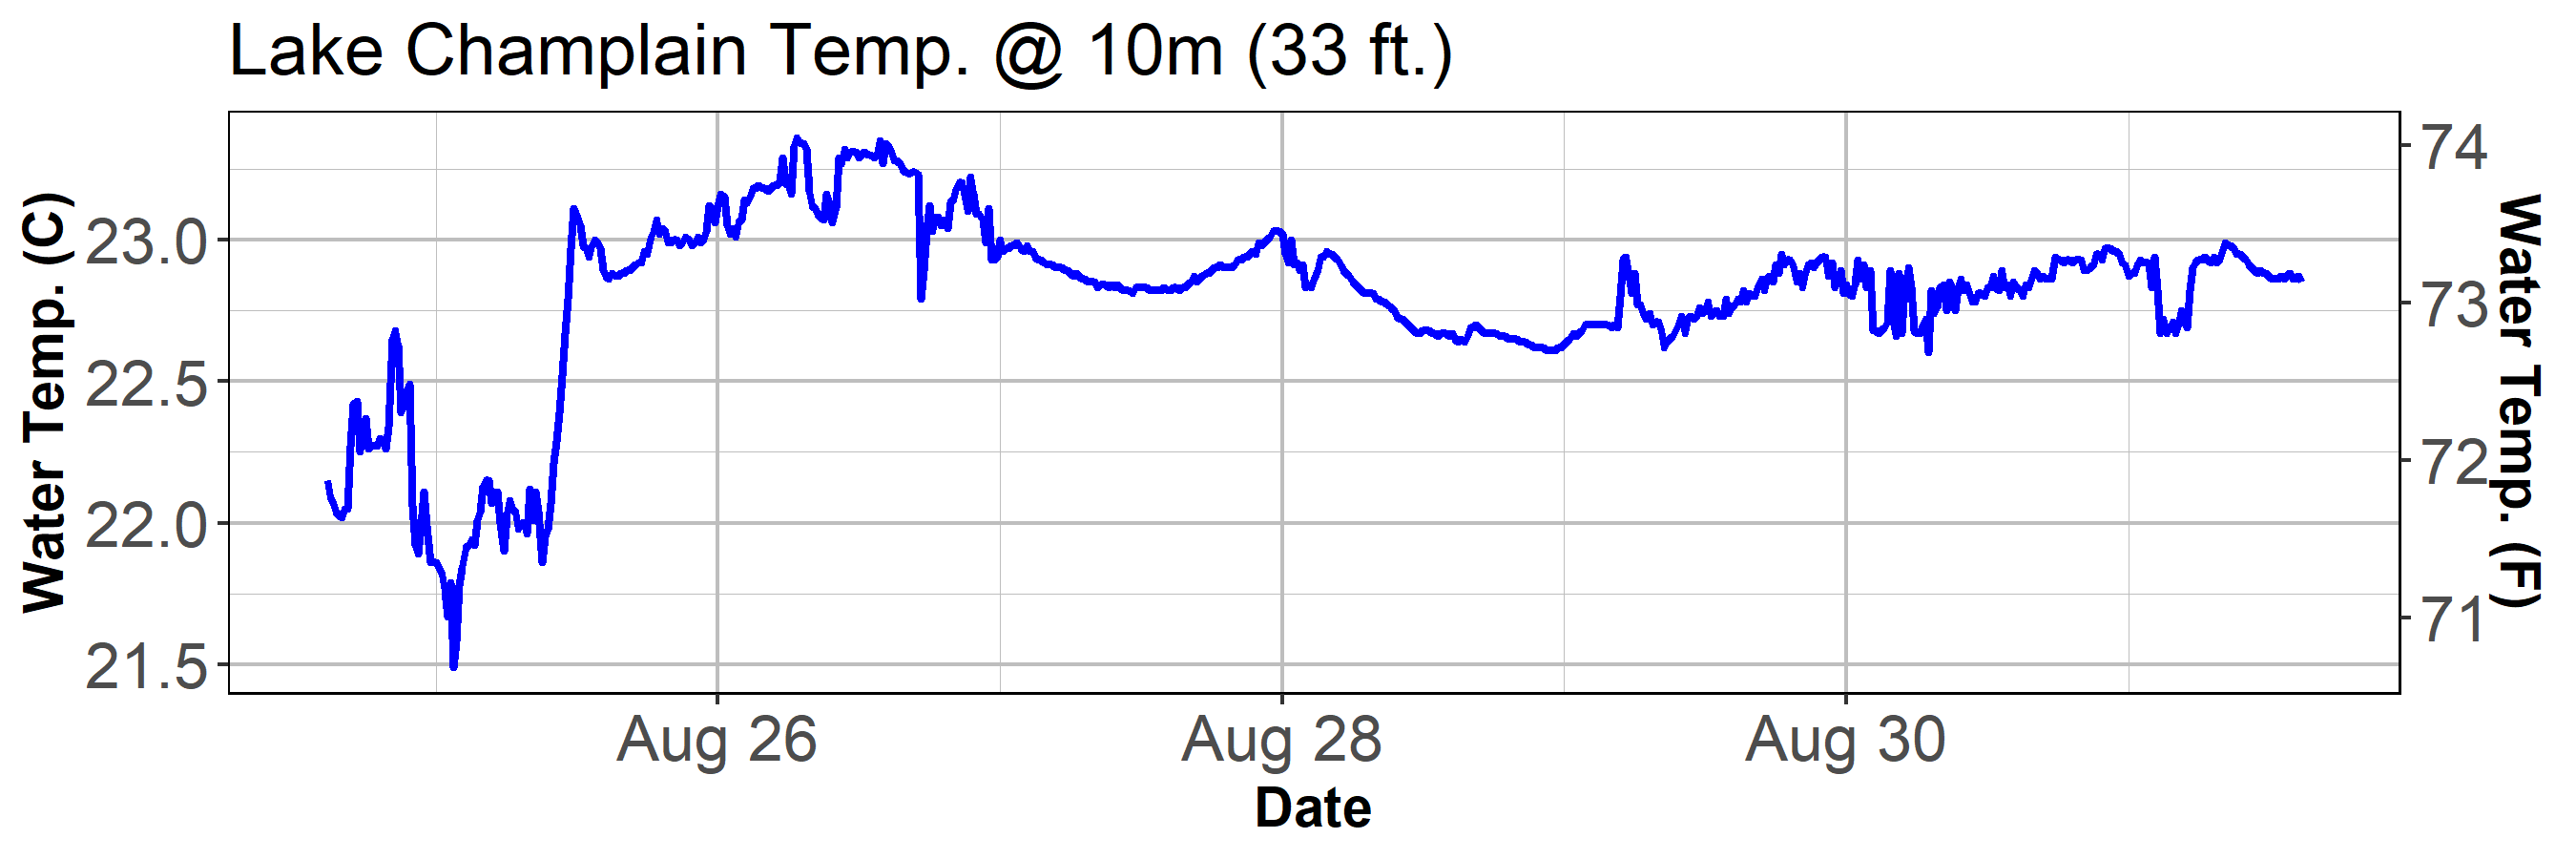 Lake Champlain Temp. @ 10m (33 ft.)
Water Temp. (C)
23.0
22.5
22.0
21.5
74
73
72
71
Water Temp. (F)
Aug 26 Aug 28 Aug 30
Date